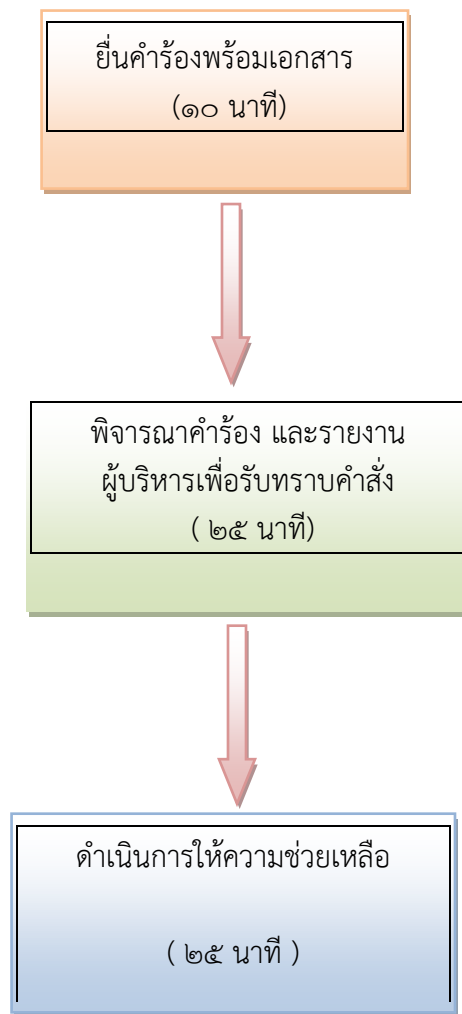 ยื่นคำร้องพร้อมเอกสาร
(๑๐ นาที)
พิจารณาคำร้อง และรายงาน
ผู้บริหารเพื่อรับทราบคำสั่ง
( ๒๕ นาที)
ดำเนินการให้ความช่วยเหลือ
( ๒๕ นาที )